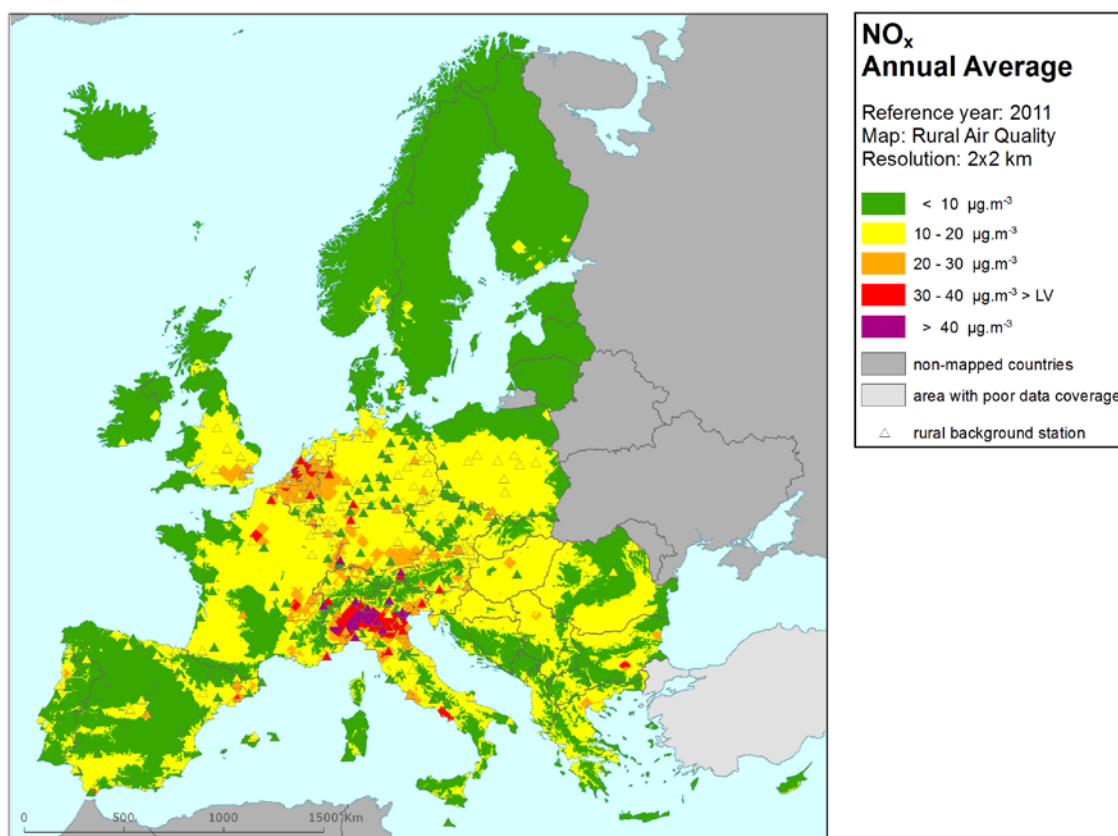 NOₓ
Annual Average
Reference year: 2011
Map: Rural Air Quality
Resolution: 2x2 km
< 10 µg.m⁻³
10 - 20 µg.m⁻³
20 - 30 µg.m⁻³
30 - 40 µg.m⁻³ > LV
> 40 µg.m⁻³
non-mapped countries
area with poor data coverage
rural background station
0 500 1000 1500 Km